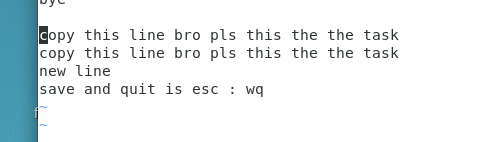 bye
copy this line bro pls this the the task
copy this line bro pls this the the task
new line
save and quit is esc : wq
~
~